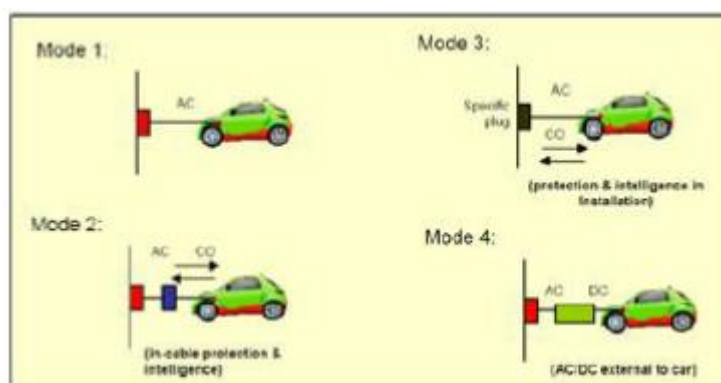 Mode 1:
AC
Mode 2:
AC CO
(in-cable protection &
intelligence)
Mode 3:
AC
Specific
plug
CO
(protection & intelligence in
Installation)
Mode 4:
AC DC
(AC/DC external to car)